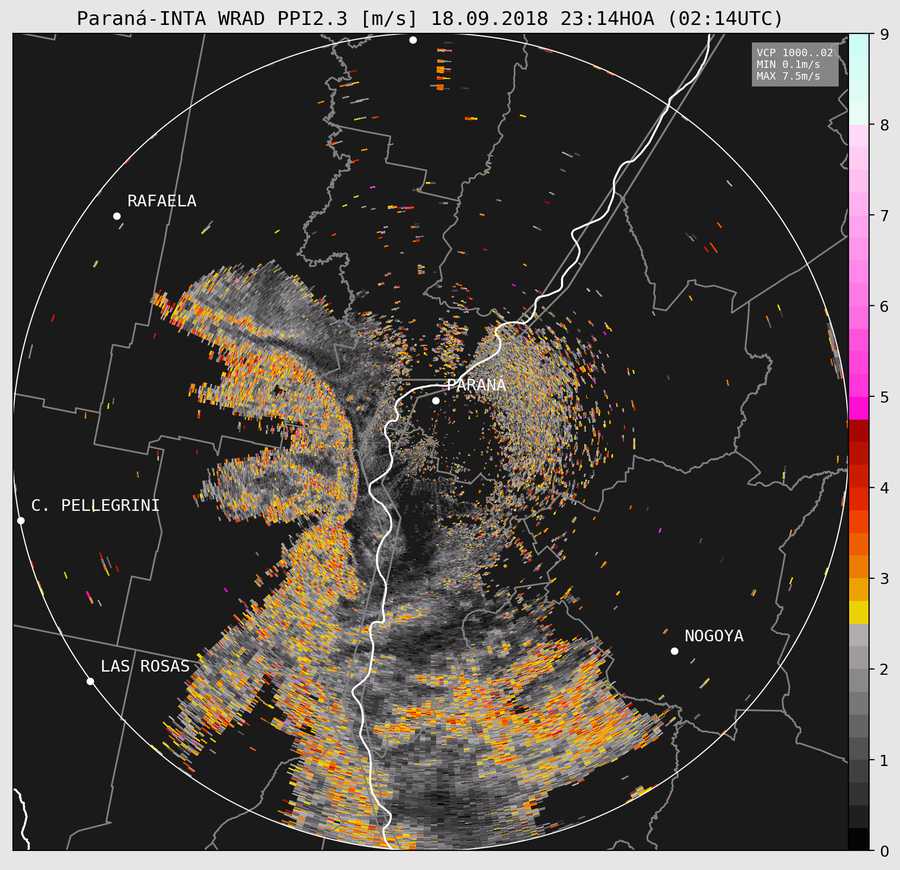 Paraná-INTA WRAD PPI2.3 [m/s] 18.09.2018 23:14HOA (02:14UTC)
VCP 1000..02
MIN 0.1m/s
MAX 7.5m/s
9
8
7
6
5
4
3
2
1
0
RAFAELA
PARANA
C. PELLEGRINI
NOGOYA
LAS ROSAS